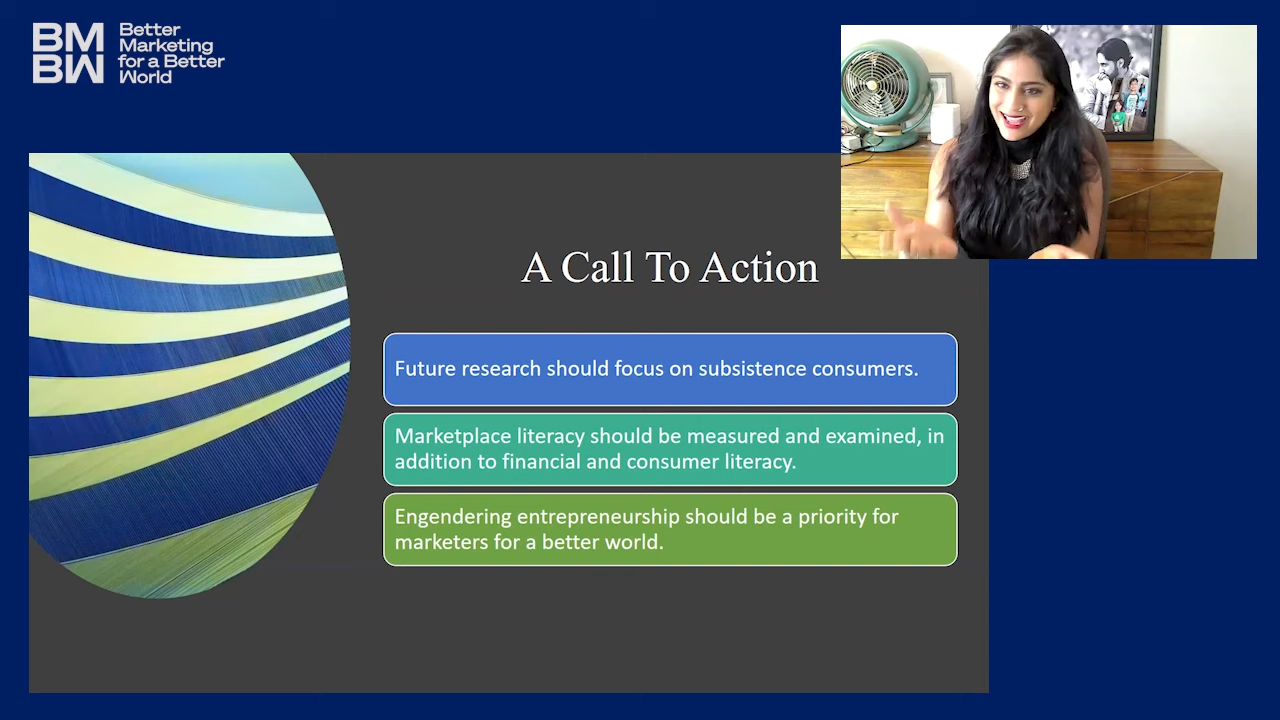 BM
BW
Better
Marketing
for a Better
World
A Call To Action
Future research should focus on subsistence consumers.
Marketplace literacy should be measured and examined, in
addition to financial and consumer literacy.
Engendering entrepreneurship should be a priority for
marketers for a better world.